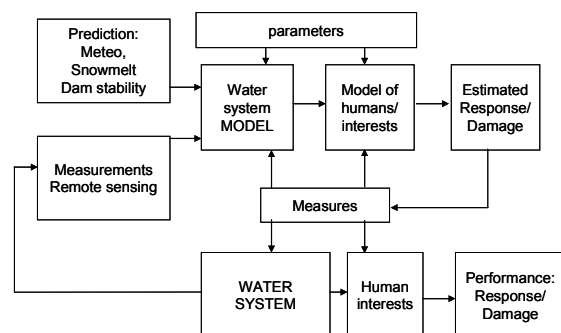 Prediction:
Meteo,
Snowmelt
Dam stability
parameters
Water
system
MODEL
Model of
humans/
interests
Estimated
Response/
Damage
Measurements
Remote sensing
Measures
WATER
SYSTEM
Human
interests
Performance:
Response/
Damage